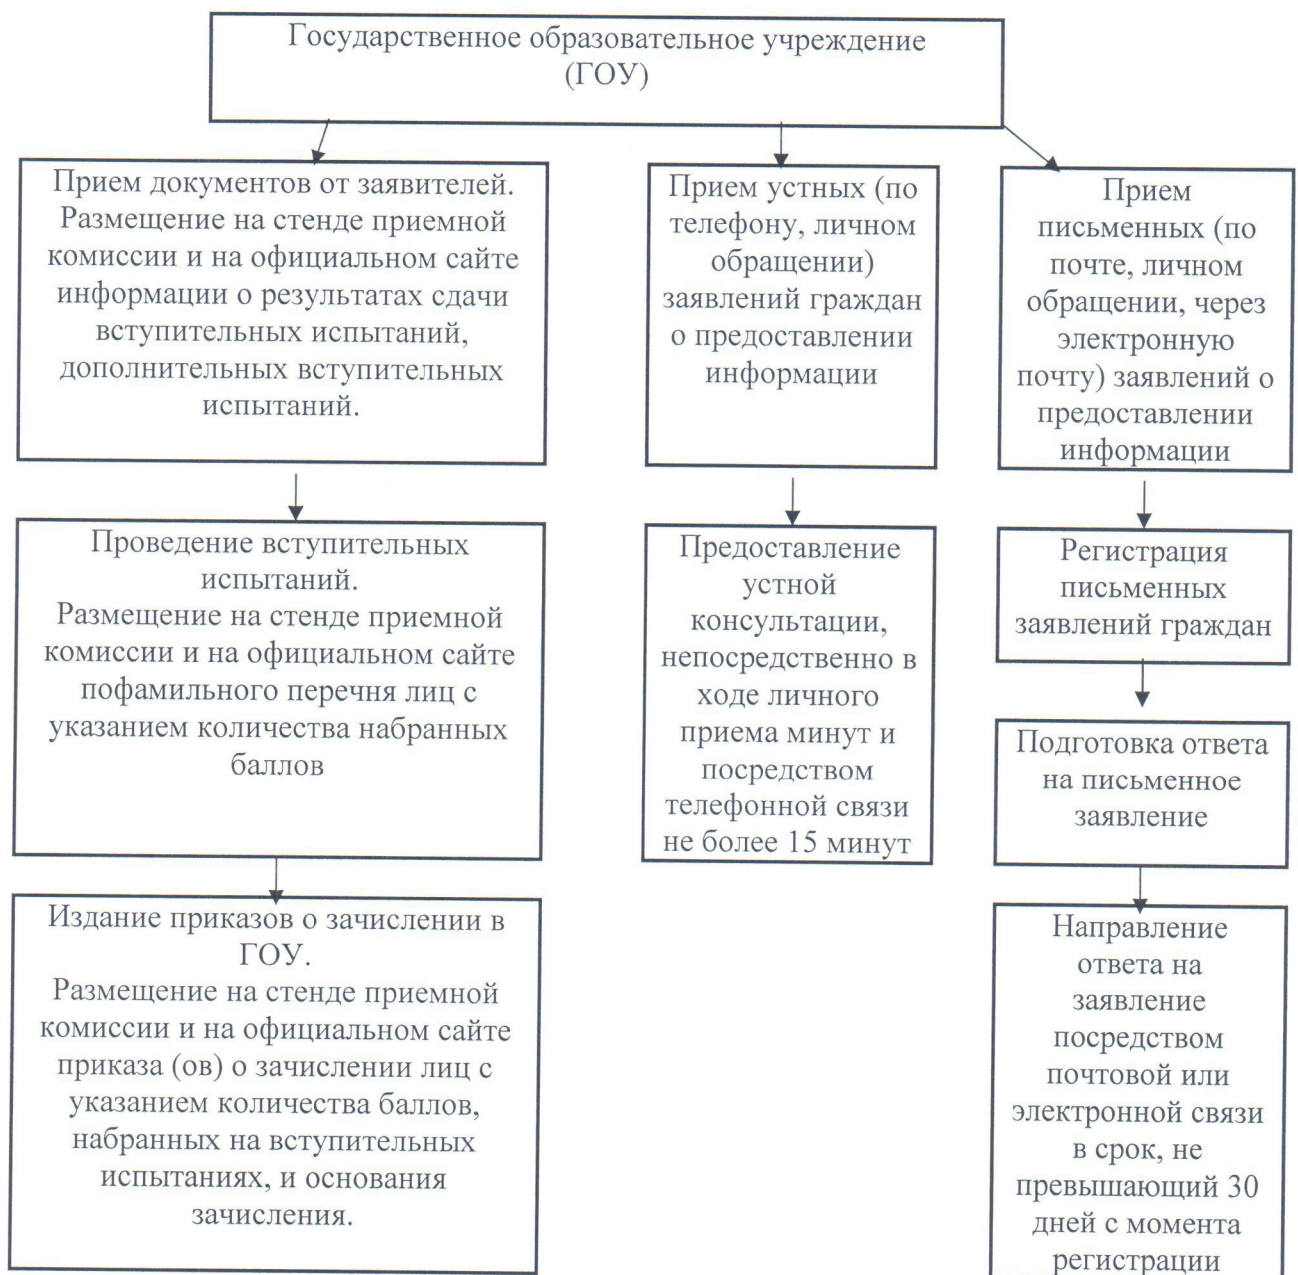 Государственное образовательное учреждение
(ГОУ)
Прием документов от заявителей.
Размещение на стенде приемной
комиссии и на официальном сайте
информации о результатах сдачи
вступительных испытаний,
дополнительных вступительных
испытаний.
Проведение вступительных
испытаний.
Размещение на стенде приемной
комиссии и на официальном сайте
пофамильного перечня лиц с
указанием количества набранных
баллов
Издание приказов о зачислении в
ГОУ.
Размещение на стенде приемной
комиссии и на официальном сайте
приказа (ов) о зачислении лиц с
указанием количества баллов,
набранных на вступительных
испытаниях, и основания
зачисления.
Прием устных (по
телефону, личном
обращении)
заявлений граждан
о предоставлении
информации
Предоставление
устной
консультации,
непосредственно в
ходе личного
приема минут и
посредством
телефонной связи
не более 15 минут
Прием
письменных (по
почте, личном
обращении, через
электронную
почту) заявлений о
предоставлении
информации
Регистрация
письменных
заявлений граждан
Подготовка ответа
на письменное
заявление
Направление
ответа на
заявление
посредством
почтовой или
электронной связи
в срок, не
превышающий 30
дней с момента
регистрации